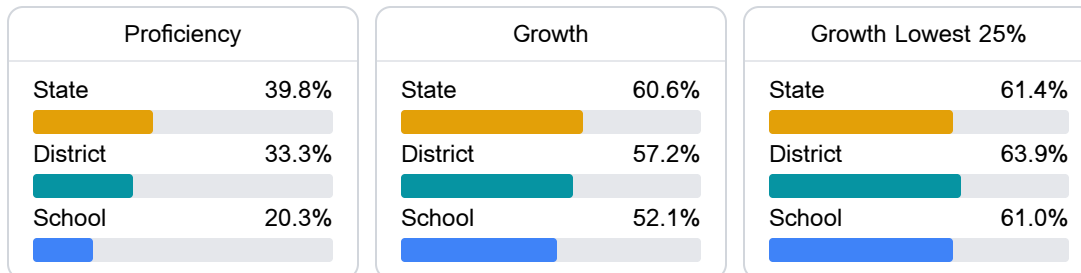 Proficiency
State 39.8%
District 33.3%
School 20.3%
Growth
State 60.6%
District 57.2%
School 52.1%
Growth Lowest 25%
State 61.4%
District 63.9%
School 61.0%